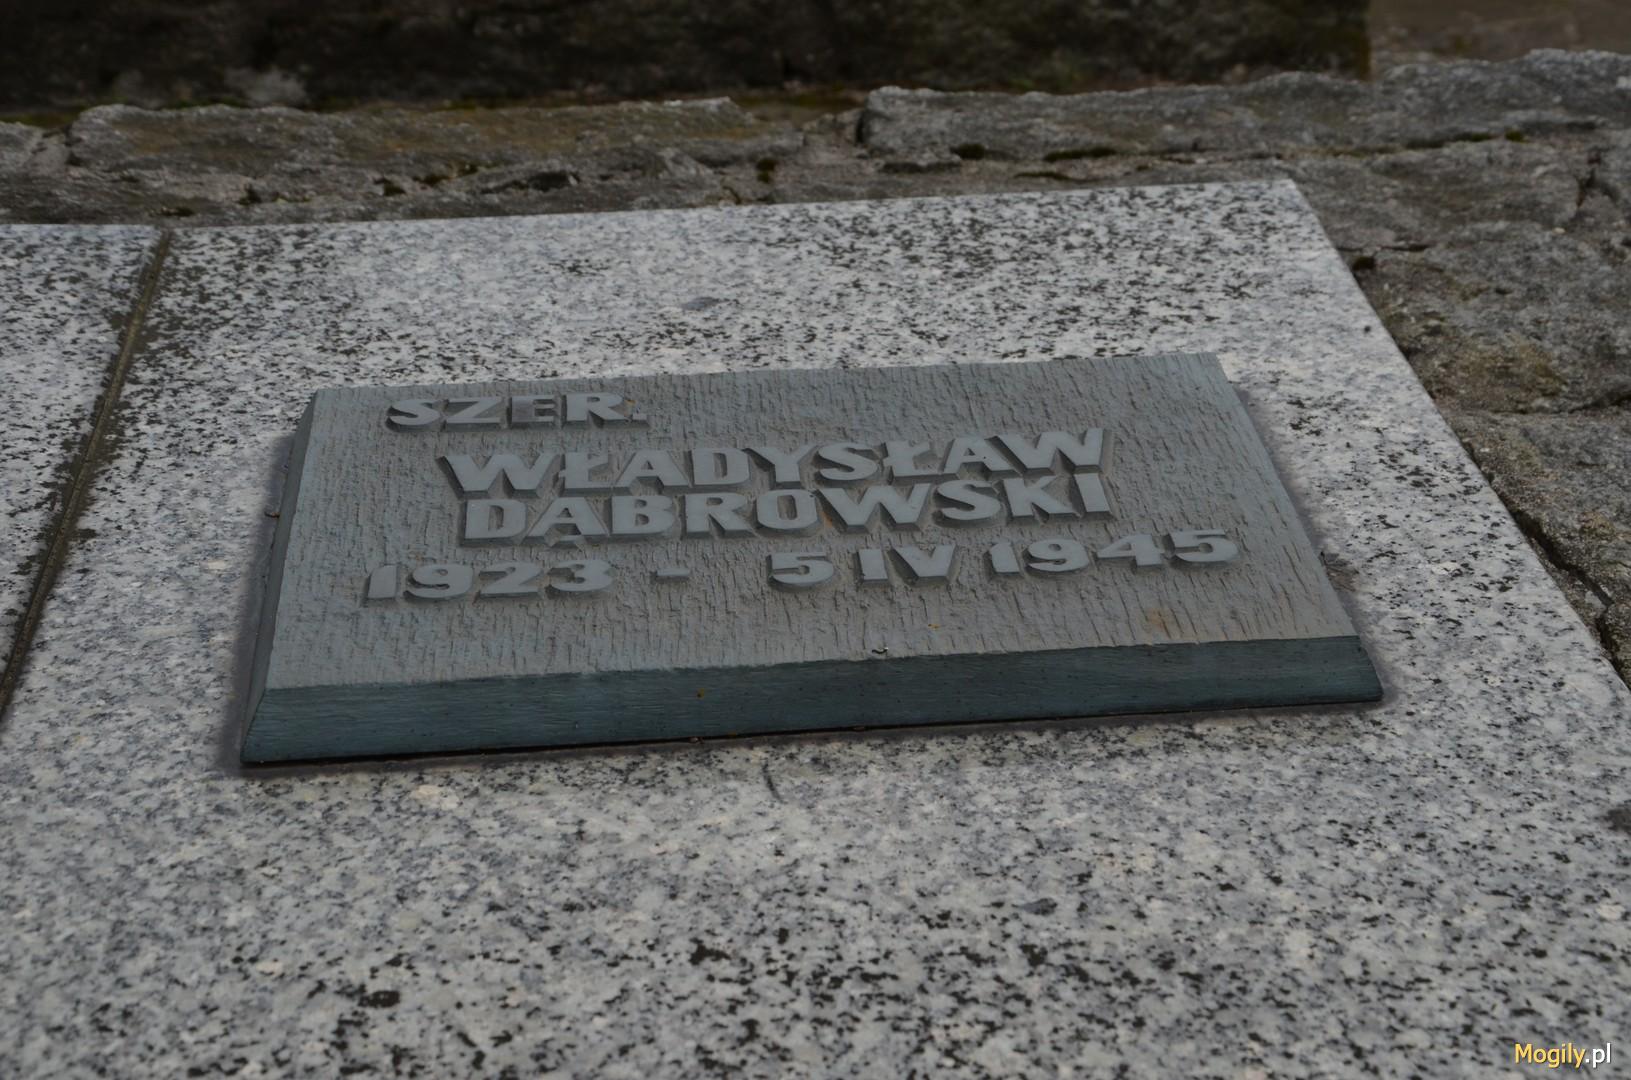 SZER.
WŁADYSŁAW
DĄBROWSKI
1923 - 5 IV 1945
Mogily.pl